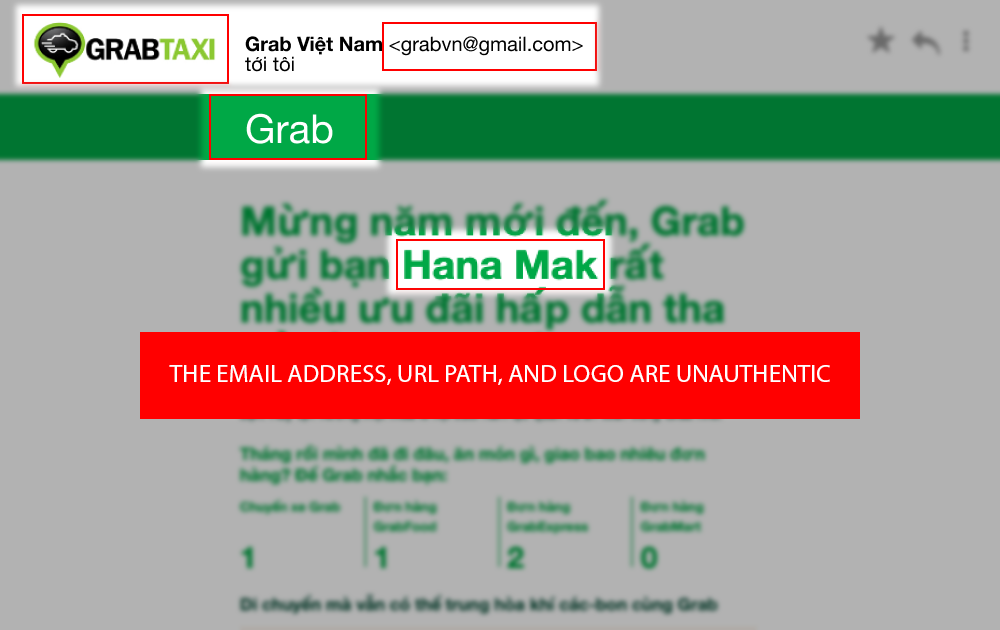 GRABTAXI
Grab Việt Nam <grabvn@gmail.com>
tới tôi
Grab
Mừng năm mới đến, Grab
gửi bạn Hana Mak rất
nhiều ưu đãi hấp dẫn tha
THE EMAIL ADDRESS, URL PATH, AND LOGO ARE UNAUTHENTIC
Tháng rồi mình đã đi đâu, ăn món gì, giao bao nhiêu đơn
hàng? Để Grab nhắc bạn:
Chuyến xe Grab
1
Đơn hàng
GrabFood
1
Đơn hàng
GrabExpress
2
Đơn hàng
GrabMart
0
Di chuyển mà vẫn có thể trung hòa khí các-bon cùng Grab